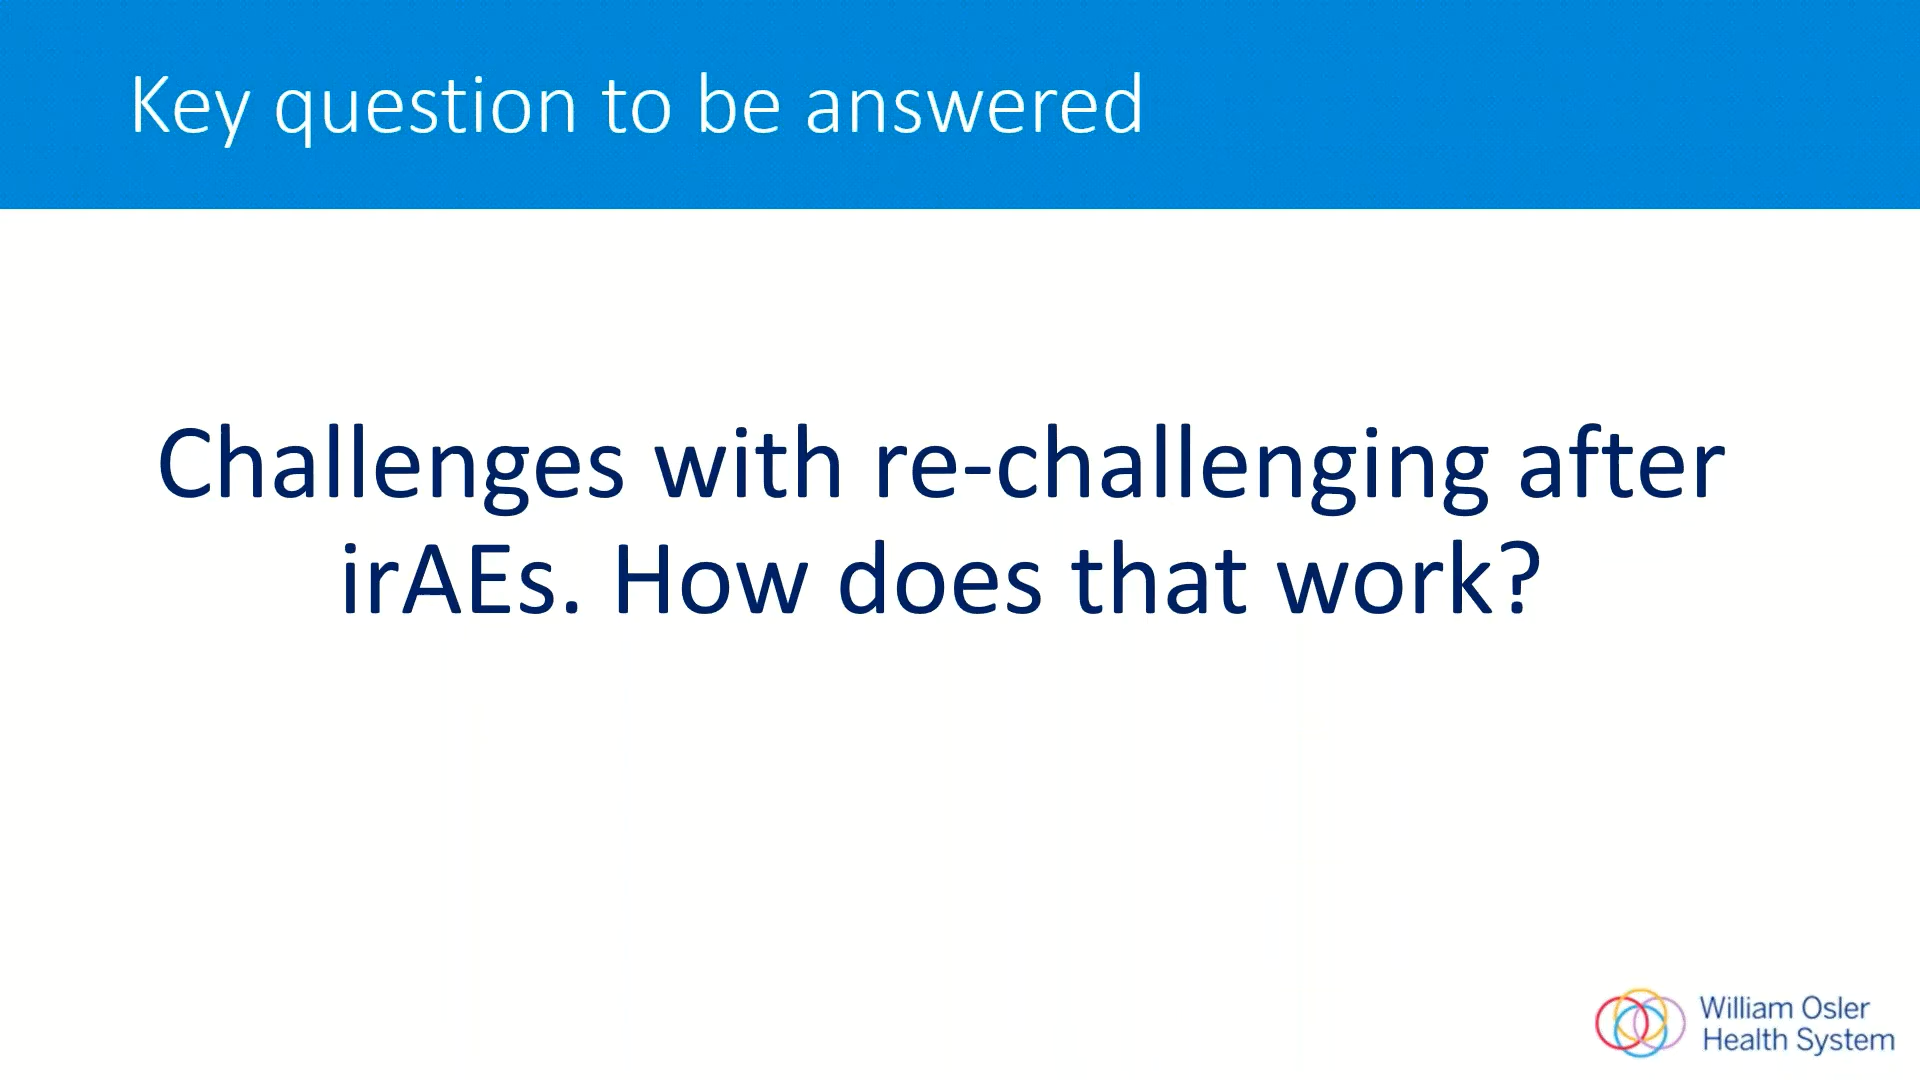 Key question to be answered
Challenges with re-challenging after
irAEs. How does that work?
William Osler
Health System